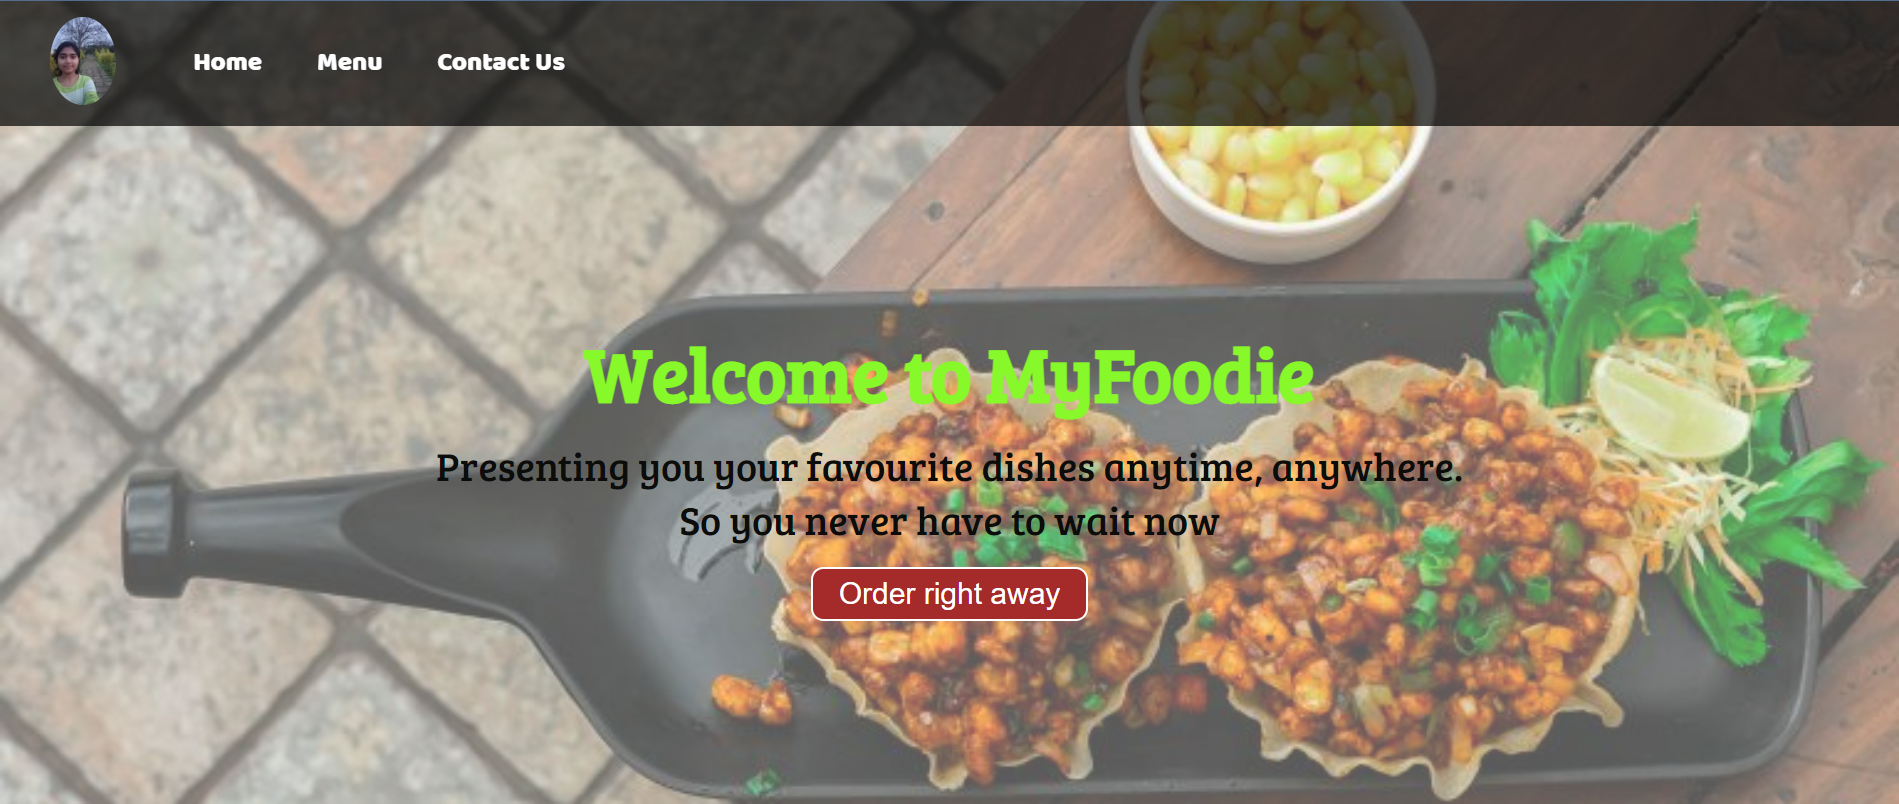 Home Menu Contact Us
Welcome to MyFoodie
Presenting you your favourite dishes anytime, anywhere.
So you never have to wait now
Order right away